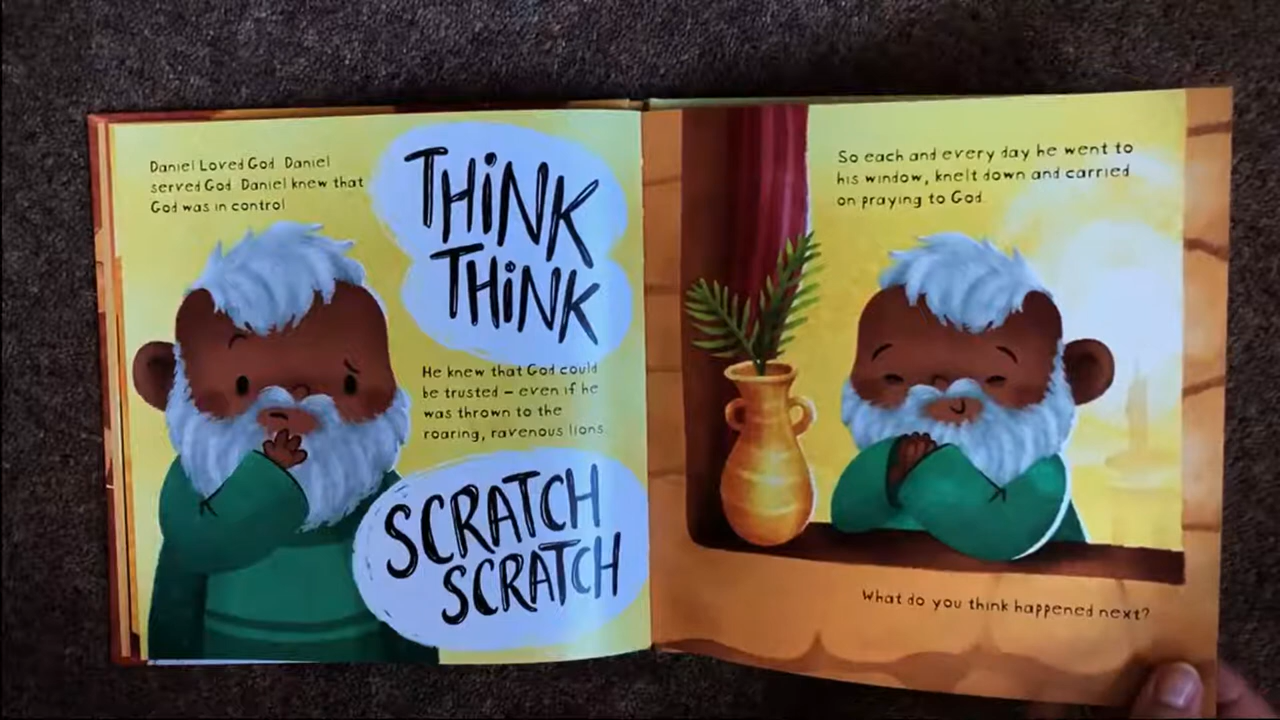 Daniel Loved God. Daniel
served God. Daniel knew that
God was in control
THiNK
THiNK
He knew that God could
be trusted – even if he
was thrown to the
roaring, ravenous lions.
SCRATCH
SCRATCH
So each and every day he went to
his window, knelt down and carried
on praying to God.
What do you think happened next?